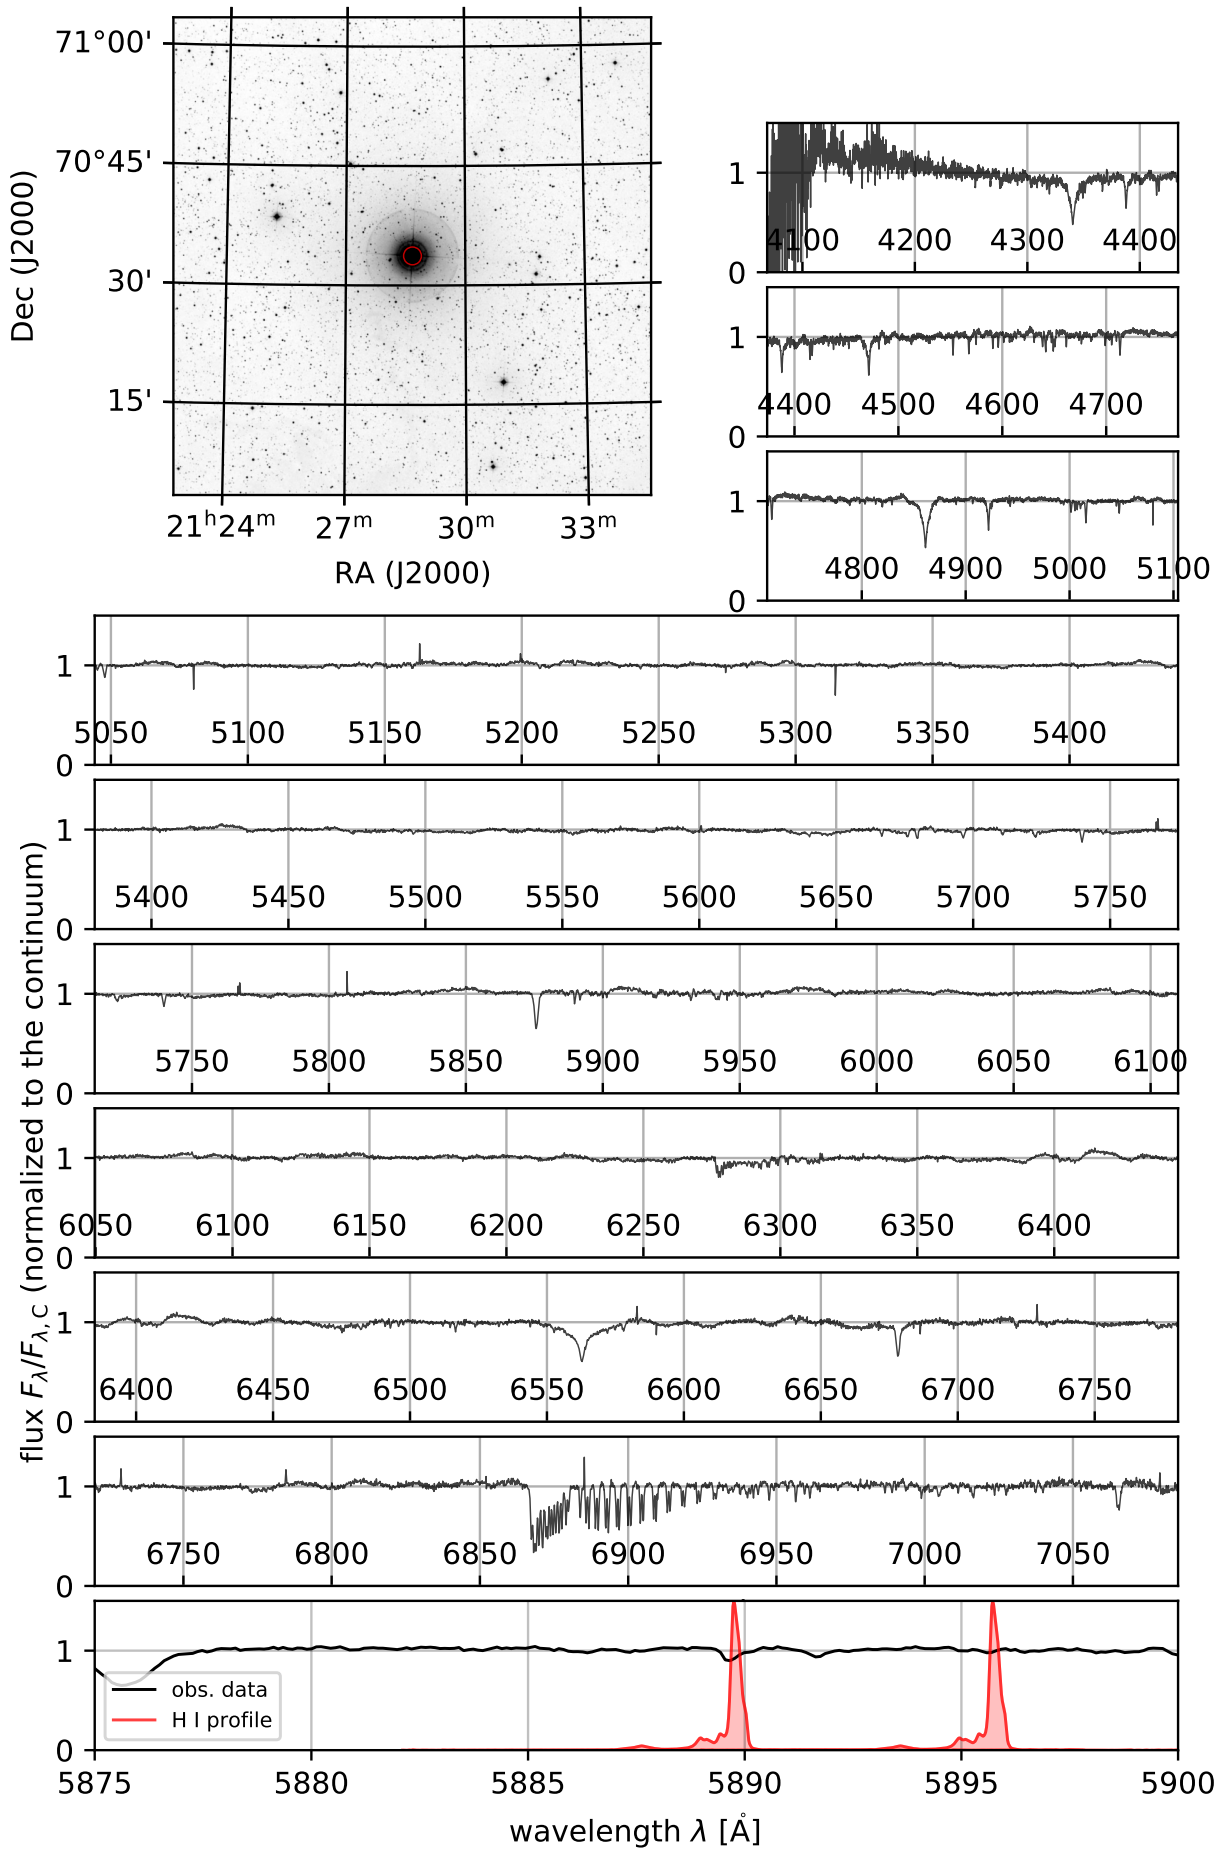 71°00'
70°45'
30'
15'
Dec (J2000)
21ʰ24ᵐ 27ᵐ 30ᵐ 33ᵐ
RA (J2000)
1
0
4100 4200 4300 4400
1
0
4400 4500 4600 4700
1
0
4800 4900 5000 5100
1
0
5050 5100 5150 5200 5250 5300 5350 5400
1
0
5400 5450 5500 5550 5600 5650 5700 5750
1
0
5750 5800 5850 5900 5950 6000 6050 6100
1
0
6050 6100 6150 6200 6250 6300 6350 6400
1
0
6400 6450 6500 6550 6600 6650 6700 6750
1
0
6750 6800 6850 6900 6950 7000 7050
1
0
obs. data
H I profile
5875 5880 5885 5890 5895 5900
wavelength λ [Å]
flux Fλ/Fλ,C (normalized to the continuum)